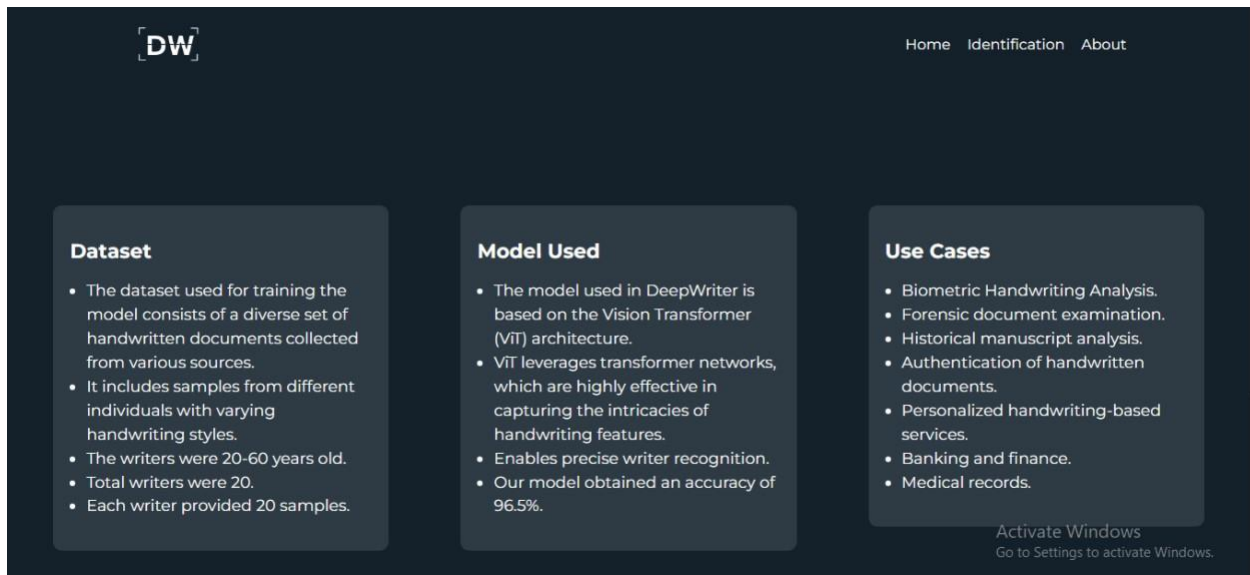 DW
Home Identification About
Dataset
• The dataset used for training the
model consists of a diverse set of
handwritten documents collected
from various sources.
• It includes samples from different
individuals with varying
handwriting styles.
• The writers were 20-60 years old.
• Total writers were 20.
• Each writer provided 20 samples.
Model Used
• The model used in DeepWriter is
based on the Vision Transformer
(ViT) architecture.
• ViT leverages transformer networks,
which are highly effective in
capturing the intricacies of
handwriting features.
• Enables precise writer recognition.
• Our model obtained an accuracy of
96.5%.
Use Cases
• Biometric Handwriting Analysis.
• Forensic document examination.
• Historical manuscript analysis.
• Authentication of handwritten
documents.
• Personalized handwriting-based
services.
• Banking and finance.
• Medical records.
Activate Windows
Go to Settings to activate Windows.